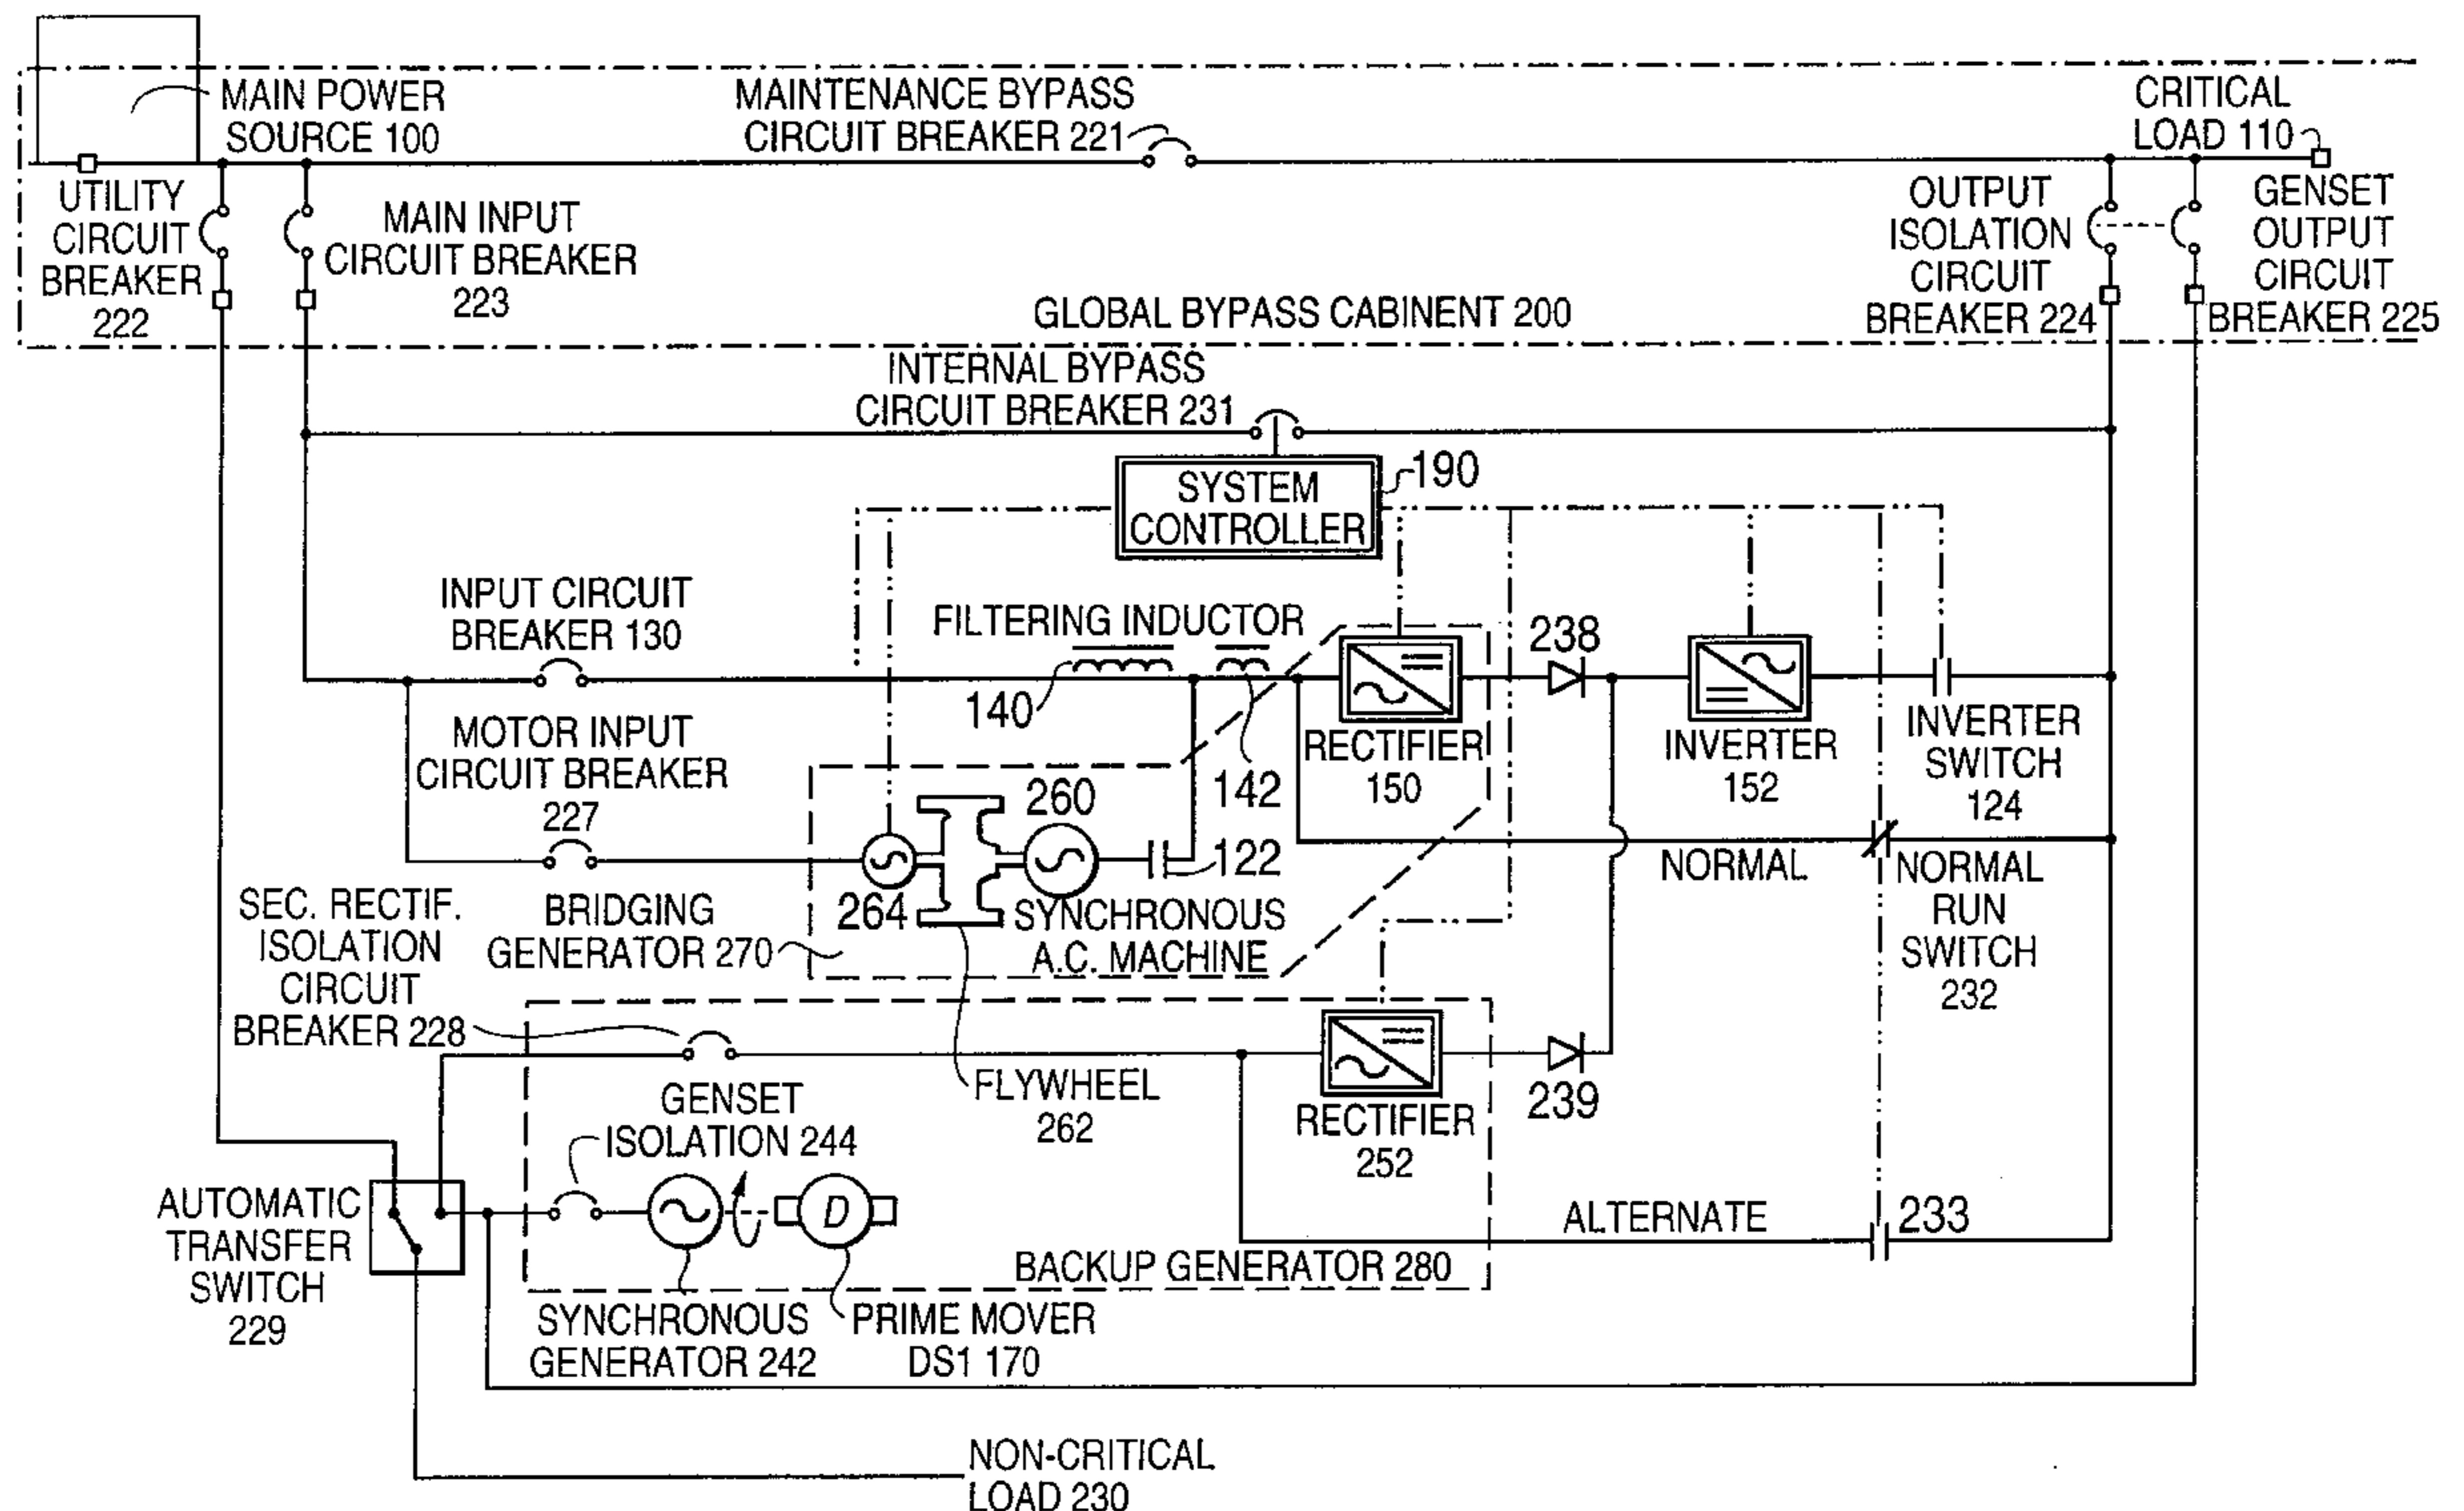 MAIN POWER
SOURCE 100
MAINTENANCE BYPASS
CIRCUIT BREAKER 221
CRITICAL
LOAD 110
UTILITY
CIRCUIT
BREAKER
222
MAIN INPUT
CIRCUIT BREAKER
223
OUTPUT
ISOLATION
CIRCUIT
BREAKER 224
GENSET
OUTPUT
CIRCUIT
BREAKER 225
GLOBAL BYPASS CABINENT 200
INTERNAL BYPASS
CIRCUIT BREAKER 231
SYSTEM
CONTROLLER
190
INPUT CIRCUIT
BREAKER 130
FILTERING INDUCTOR
140
142
238
RECTIFIER
150
INVERTER
152
INVERTER
SWITCH
124
MOTOR INPUT
CIRCUIT BREAKER
227
260
122
264
NORMAL
NORMAL
RUN
SWITCH
232
SEC. RECTIF.
ISOLATION
CIRCUIT
BREAKER 228
BRIDGING
GENERATOR 270
SYNCHRONOUS
A.C. MACHINE
FLYWHEEL
262
239
RECTIFIER
252
GENSET
ISOLATION 244
D
AUTOMATIC
TRANSFER
SWITCH
229
ALTERNATE
233
BACKUP GENERATOR 280
SYNCHRONOUS
GENERATOR 242
PRIME MOVER
DS1 170
NON-CRITICAL
LOAD 230